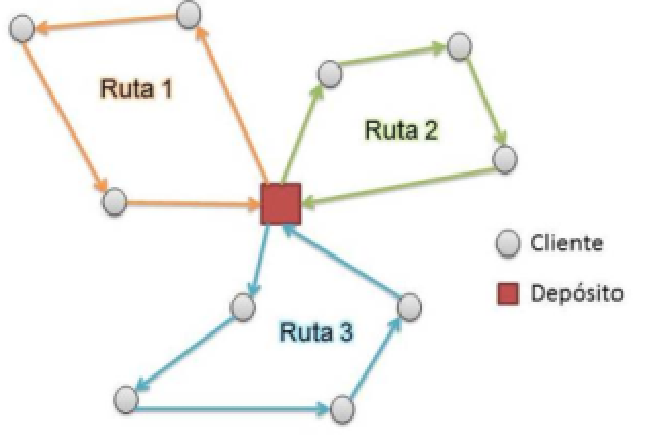 Ruta 1
Ruta 2
Cliente
Depósito
Ruta 3